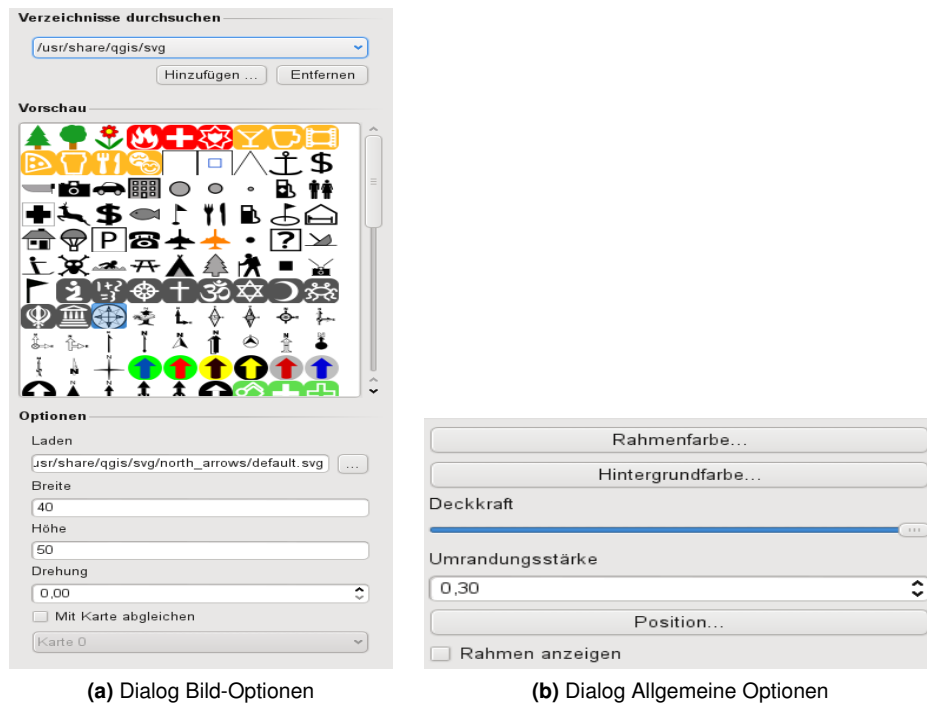 Verzeichnisse durchsuchen
/usr/share/qgis/svg
Hinzufügen ...
Entfernen
Vorschau
Optionen
Laden
usr/share/qgis/svg/north_arrows/default.svg
...
Breite
40
Höhe
50
Drehung
0,00
Mit Karte abgleichen
Karte 0
(a) Dialog Bild-Optionen
Rahmenfarbe...
Hintergrundfarbe...
Deckkraft
Umrandungsstärke
0,30
Position...
Rahmen anzeigen
(b) Dialog Allgemeine Optionen